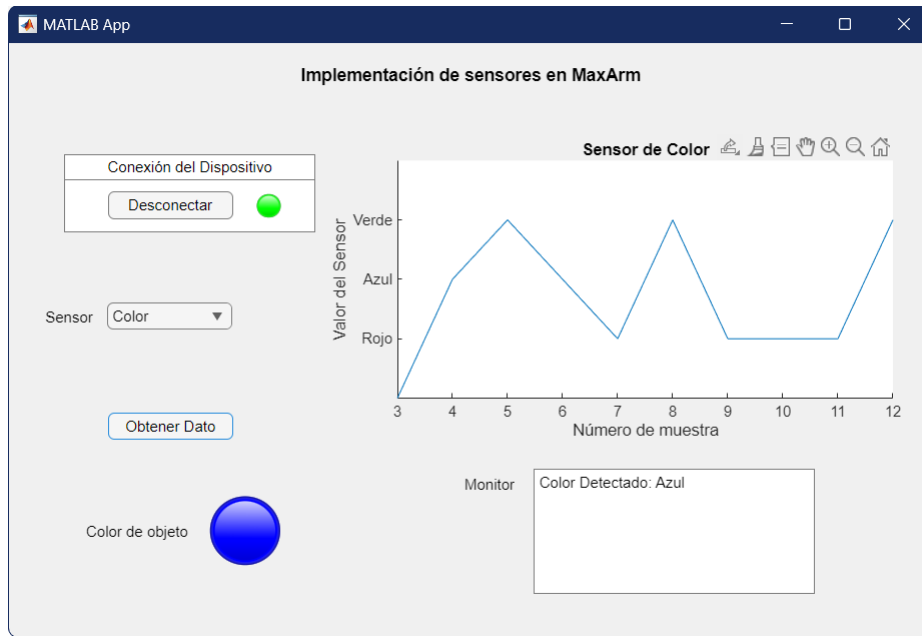 MATLAB App
Implementación de sensores en MaxArm
Conexión del Dispositivo
Desconectar
Sensor
Color
Obtener Dato
Color de objeto
Sensor de Color
Valor del Sensor
Verde
Azul
Rojo
3 4 5 6 7 8 9 10 11 12
Número de muestra
Monitor
Color Detectado: Azul